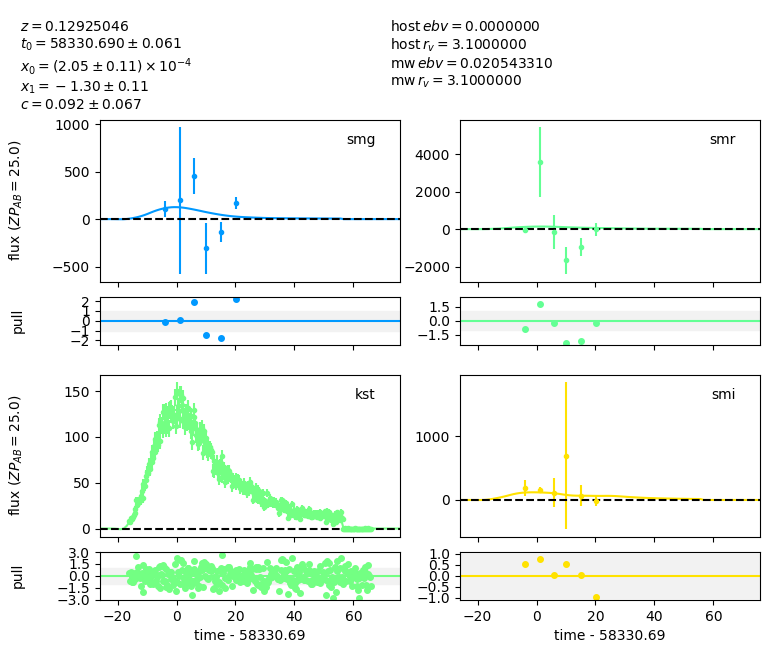 z = 0.12925046
t0 = 58330.690 ± 0.061
x0 = (2.05 ± 0.11) × 10^−4
x1 = −1.30 ± 0.11
c = 0.092 ± 0.067
host ebv = 0.0000000
host rv = 3.1000000
mw ebv = 0.020543310
mw rv = 3.1000000
flux (ZP_AB = 25.0)
1000
500
0
−500
smg
4000
2000
0
−2000
smr
pull
2
1
0
−1
−2
1.5
0.0
−1.5
flux (ZP_AB = 25.0)
150
100
50
0
kst
1000
0
smi
pull
3.0
1.5
0.0
−1.5
−3.0
−20 0 20 40 60
time - 58330.69
1.0
0.5
0.0
−0.5
−1.0
−20 0 20 40 60
time - 58330.69